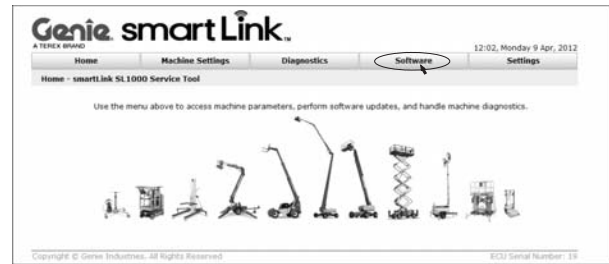 Genie smartLink™
A TEREX BRAND
12:02, Monday 9 Apr, 2012
Home Machine Settings Diagnostics Software Settings
Home - smartLink SL1000 Service Tool
Use the menu above to access machine parameters, perform software updates, and handle machine diagnostics.
Copyright © Genie Industries. All Rights Reserved ECU Serial Number: 19